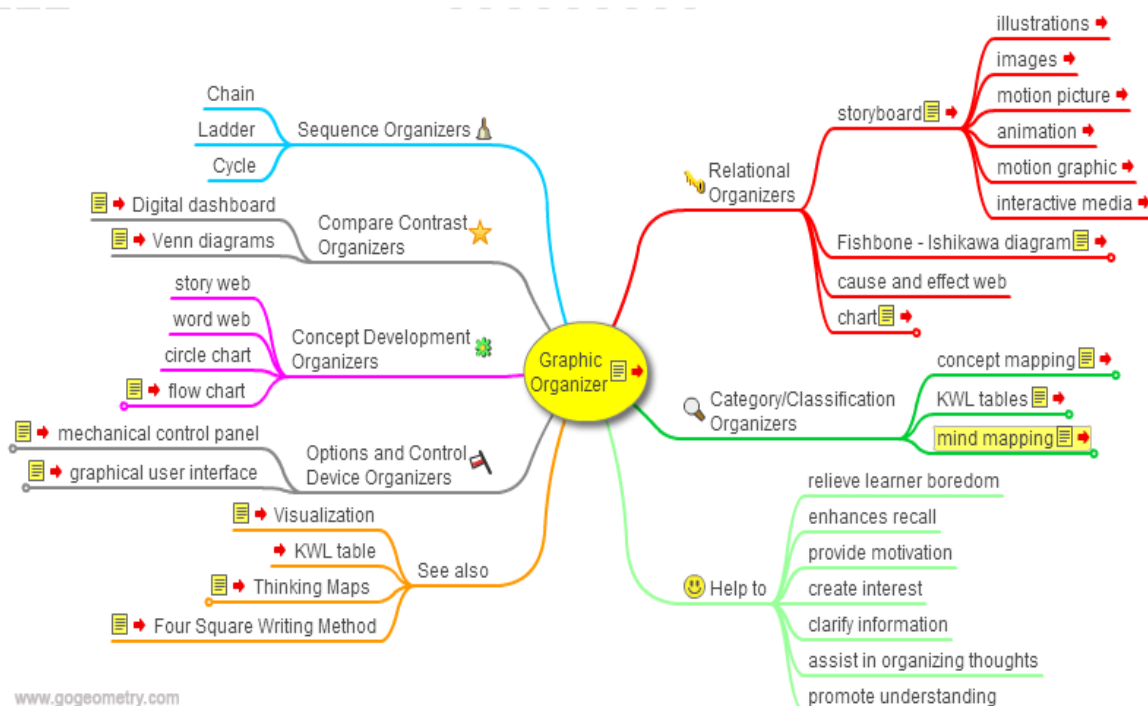 Graphic
Organizer
Sequence Organizers
Chain
Ladder
Cycle
Compare Contrast
Organizers
Digital dashboard
Venn diagrams
Concept Development
Organizers
story web
word web
circle chart
flow chart
Options and Control
Device Organizers
mechanical control panel
graphical user interface
See also
Visualization
KWL table
Thinking Maps
Four Square Writing Method
Relational
Organizers
storyboard
illustrations
images
motion picture
animation
motion graphic
interactive media
Fishbone - Ishikawa diagram
cause and effect web
chart
Category/Classification
Organizers
concept mapping
KWL tables
mind mapping
Help to
relieve learner boredom
enhances recall
provide motivation
create interest
clarify information
assist in organizing thoughts
promote understanding
www.gogeometry.com